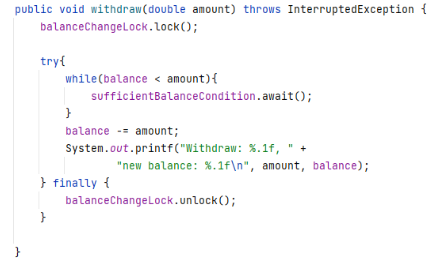 public void withdraw(double amount) throws InterruptedException {
    balanceChangeLock.lock();

    try{
        while(balance < amount){
            sufficientBalanceCondition.await();
        }
        balance -= amount;
        System.out.printf("Withdraw: %.1f, " +
                "new balance: %.1f\n", amount, balance);
    } finally {
        balanceChangeLock.unlock();
    }

}